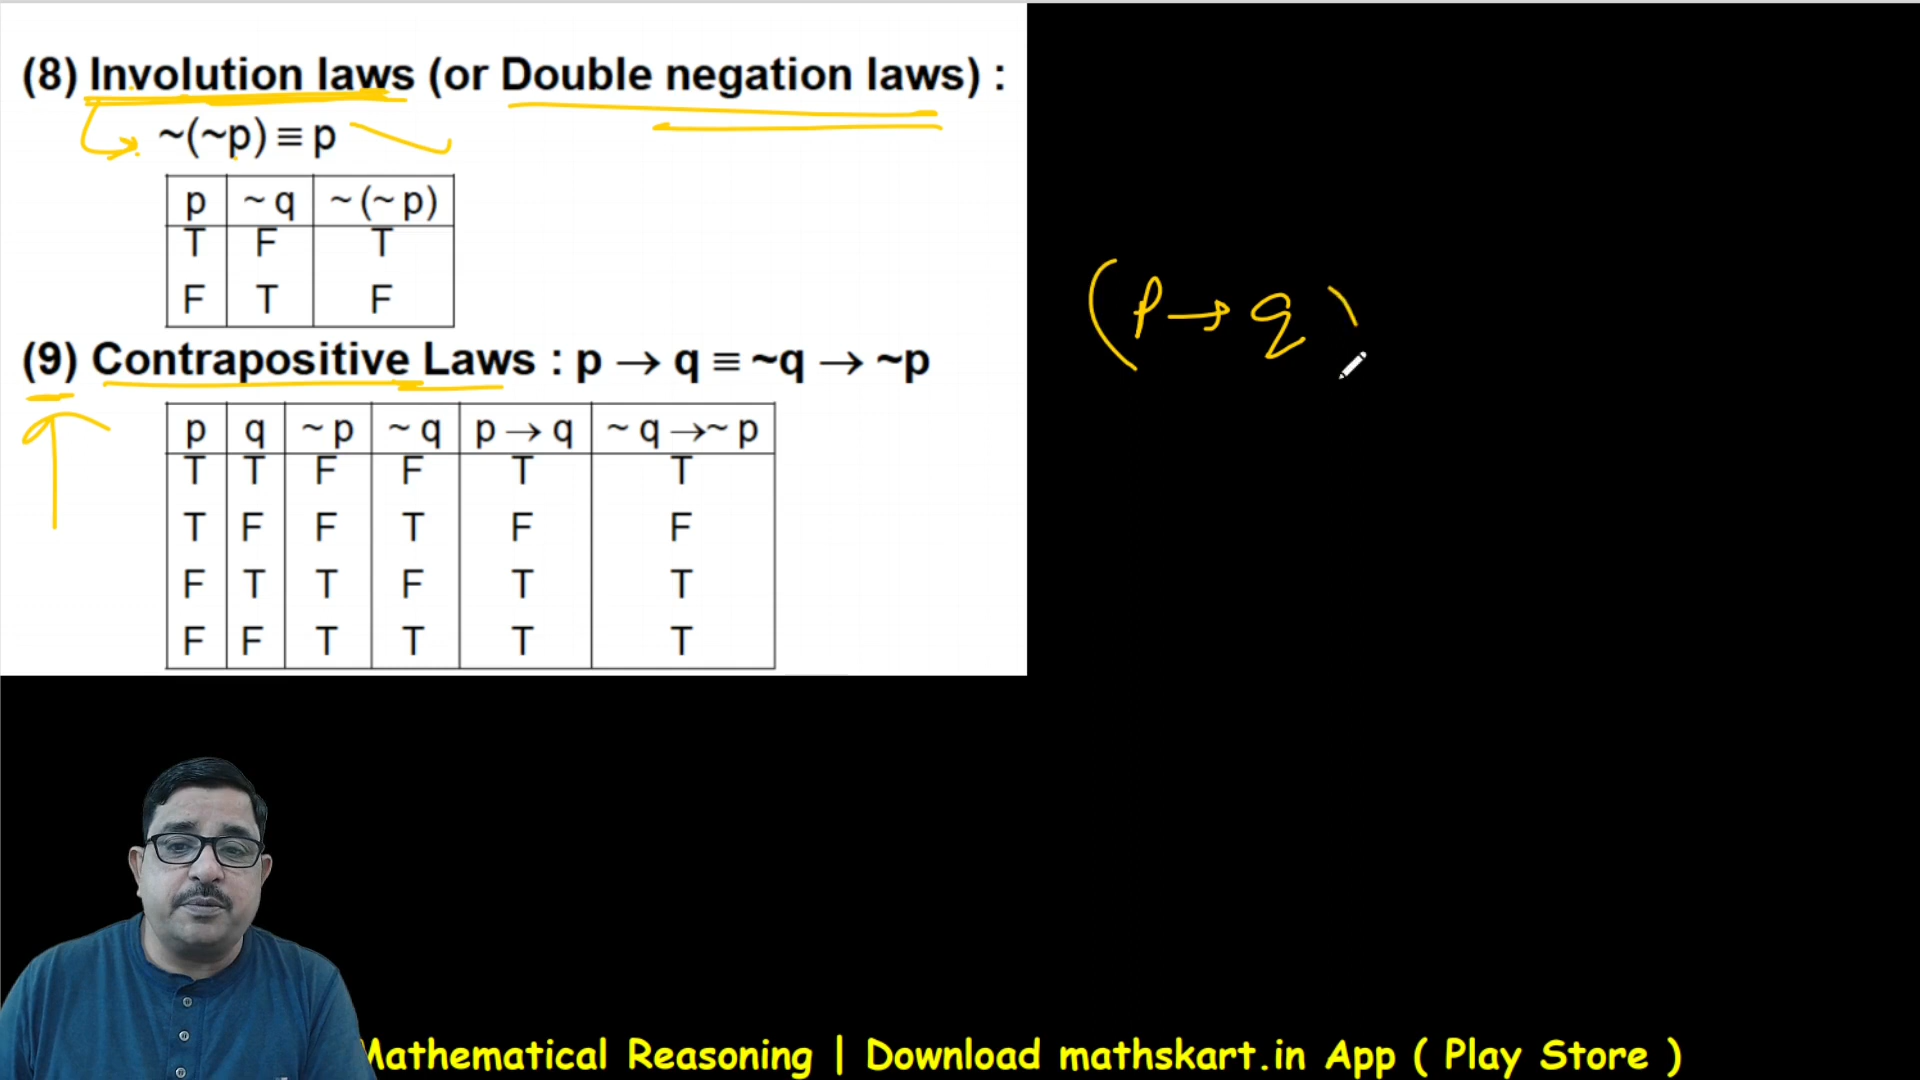 (8) Involution laws (or Double negation laws) :
~(~p) ≡ p
p ~ q ~ (~ p)
T F T
F T F
(9) Contrapositive Laws : p → q ≡ ~q → ~p
p q ~ p ~ q p → q ~ q →~ p
T T F F T T
T F F T F F
F T T F T T
F F T T T T
(p → q)
Mathematical Reasoning | Download mathskart.in App ( Play Store )